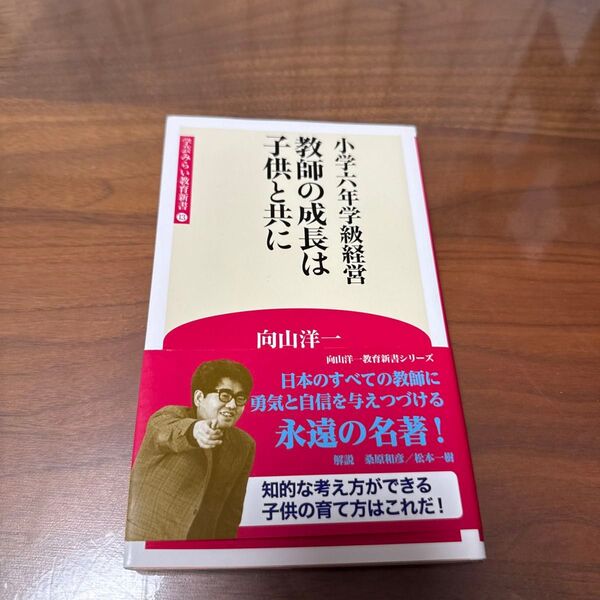 小学六年学級経営
教師の成長は
子供と共に
学芸みらい教育新書 13
向山洋一
向山洋一教育新書シリーズ
日本のすべての教師に
勇気と自信を与えつづける
永遠の名著！
解説 桑原和彦／松本一樹
知的な考え方ができる
子供の育て方はこれだ！